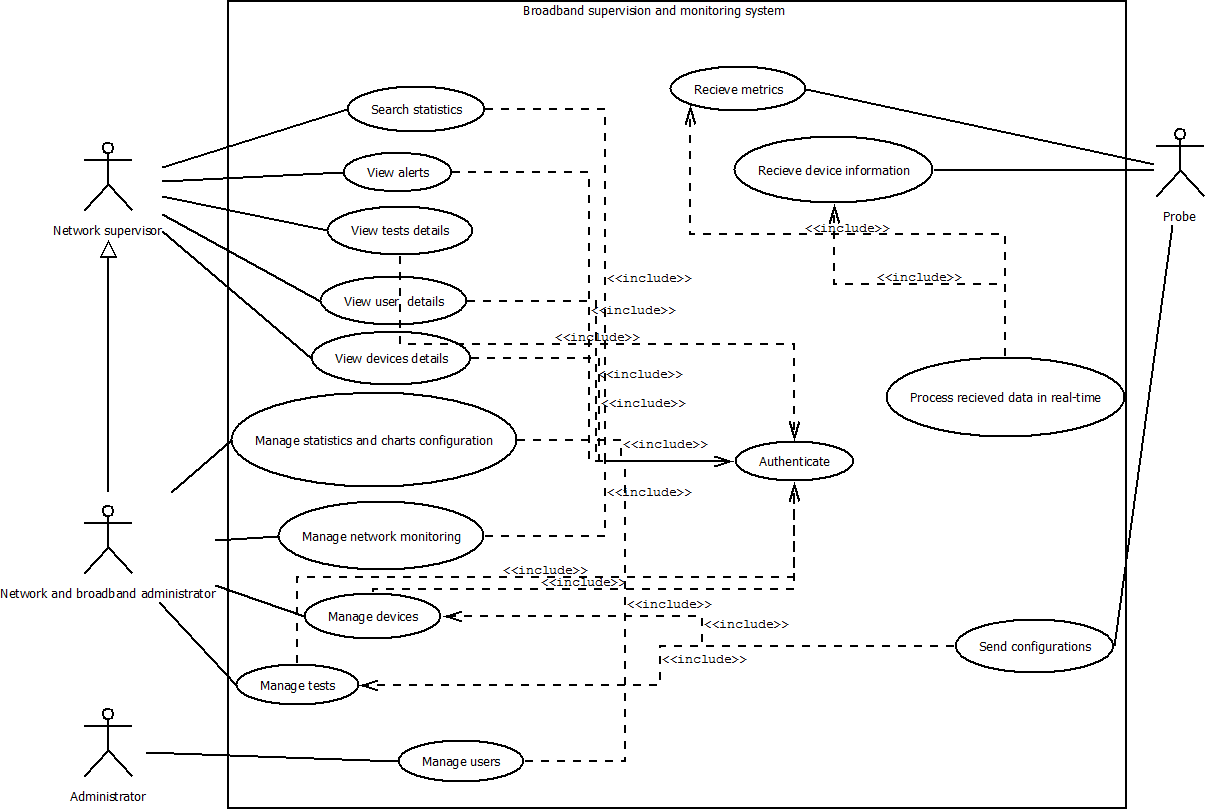 Broadband supervision and monitoring system
Recieve metrics
Search statistics
View alerts
Recieve device information
Probe
Network supervisor
View tests details
<<include>>
<<include>>
<<include>>
View user details
<<include>>
<<include>>
View devices details
<<include>>
Process recieved data in real-time
<<include>>
Manage statistics and charts configuration
<<include>>
Authenticate
<<include>>
Manage network monitoring
<<include>>
<<include>>
Network and broadband administrator
<<include>>
Manage devices
<<include>>
Send configurations
<<include>>
Manage tests
Manage users
Administrator